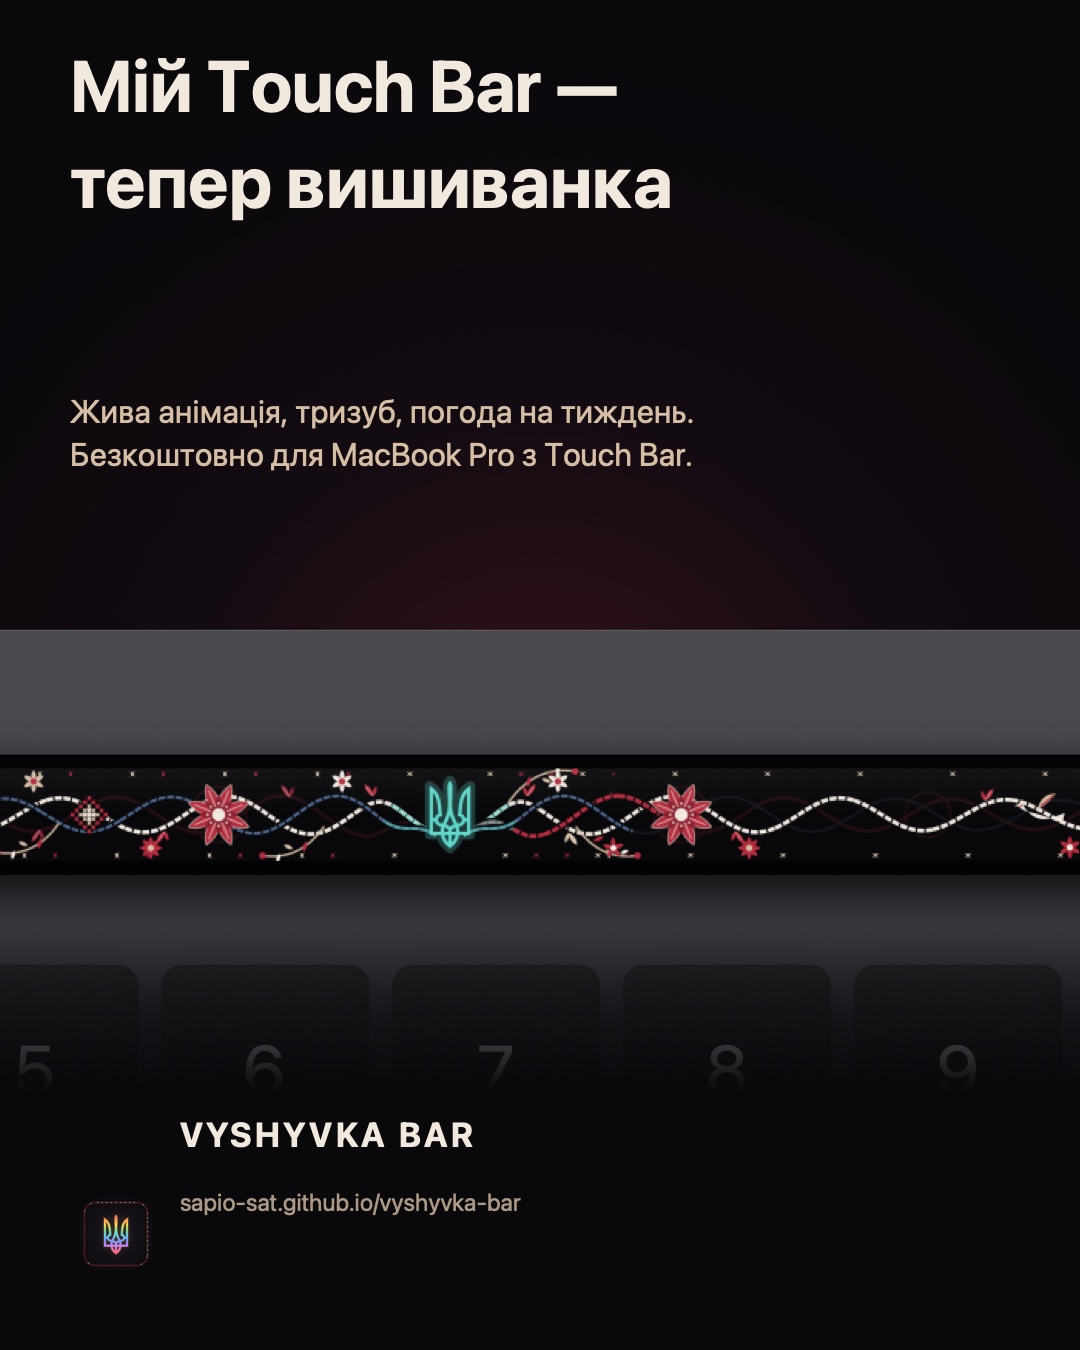 Мій Touch Bar —
тепер вишиванка
Жива анімація, тризуб, погода на тиждень.
Безкоштовно для MacBook Pro з Touch Bar.
5 6 7 8 9
VYSHYVKA BAR
sapio-sat.github.io/vyshyvka-bar